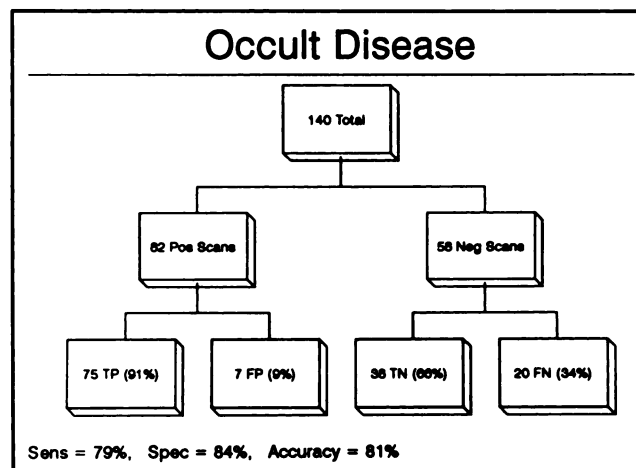 Occult Disease
140 Total
82 Pos Scans
58 Neg Scans
75 TP (91%)
7 FP (9%)
38 TN (66%)
20 FN (34%)
Sens = 79%, Spec = 84%, Accuracy = 81%